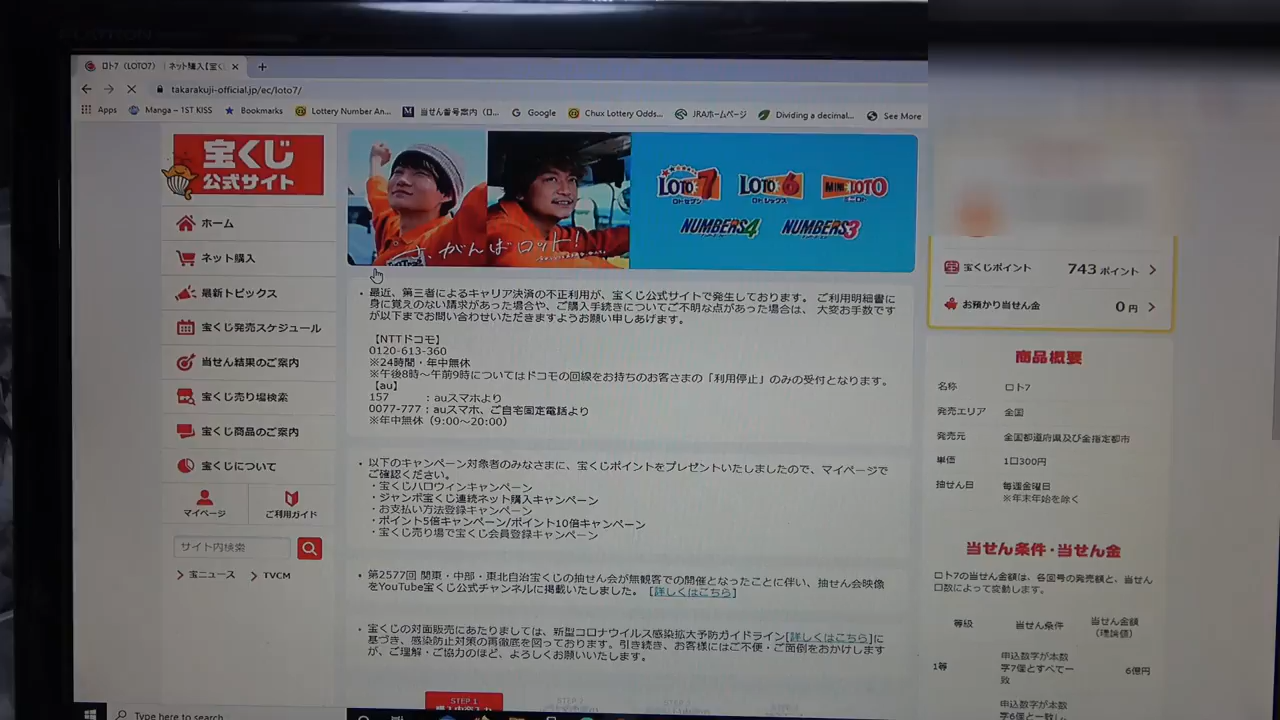 ロト7（LOTO7）｜ネット購入【宝く
takarakuji-official.jp/ec/loto7/
Apps
Manga – 1ST KISS
Bookmarks
Lottery Number An...
当せん番号案内（ロ...
Google
Chux Lottery Odds...
JRAホームページ
Dividing a decimal...
See More
宝くじ
公式サイト
ホーム
ネット購入
最新トピックス
宝くじ発売スケジュール
当せん結果のご案内
宝くじ売り場検索
宝くじ商品のご案内
宝くじについて
マイページ
ご利用ガイド
サイト内検索
宝ニュース
TVCM
さ、がんばロット!
LOTO7
ロトセブン
LOTO6
ロトシックス
MINI LOTO
ミニロト
NUMBERS4
NUMBERS3
・最近、第三者によるキャリア決済の不正利用が、宝くじ公式サイトで発生しております。 ご利用明細書に
身に覚えのない請求があった場合や、ご購入手続きについてご不明な点があった場合は、 大変お手数です
が以下までお問い合わせいただきますようお願い申しあげます。
【NTTドコモ】
0120-613-360
※24時間・年中無休
※午後8時～午前9時についてはドコモの回線をお持ちのお客さまの「利用停止」のみの受付となります。
【au】
157 ：auスマホより
0077-777：auスマホ、ご自宅固定電話より
※年中無休（9:00～20:00）
・以下のキャンペーン対象者のみなさまに、宝くじポイントをプレゼントいたしましたので、マイページで
ご確認ください。
・宝くじハロウィンキャンペーン
・ジャンボ宝くじ連続ネット購入キャンペーン
・お支払い方法登録キャンペーン
・ポイント5倍キャンペーン/ポイント10倍キャンペーン
・宝くじ売り場で宝くじ会員登録キャンペーン
・第2577回 関東・中部・東北自治宝くじの抽せん会が無観客での開催となったことに伴い、抽せん会映像
をYouTube宝くじ公式チャンネルに掲載いたしました。［詳しくはこちら］
・宝くじの対面販売にあたりましては、新型コロナウイルス感染拡大予防ガイドライン[詳しくはこちら]に
基づき、感染防止対策の再徹底を図っております。引き続き、お客様にはご不便・ご面倒をおかけします
が、ご理解・ご協力のほど、よろしくお願いいたします。
STEP.1
宝くじポイント 743 ポイント
お預かり当せん金 0 円
商品概要
名称 ロト7
発売エリア 全国
発売元 全国都道府県及び全指定都市
単価 1口300円
抽せん日 毎週金曜日
※年末年始を除く
当せん条件・当せん金
ロト7の当せん金額は、各回号の発売額と、当せん
口数によって変動します。
等級 当せん条件 当せん金額
（理論値）
1等 申込数字が本数
字7個とすべて一
致 6億円
申込数字が本数
字6個と一致し、
Type here to search